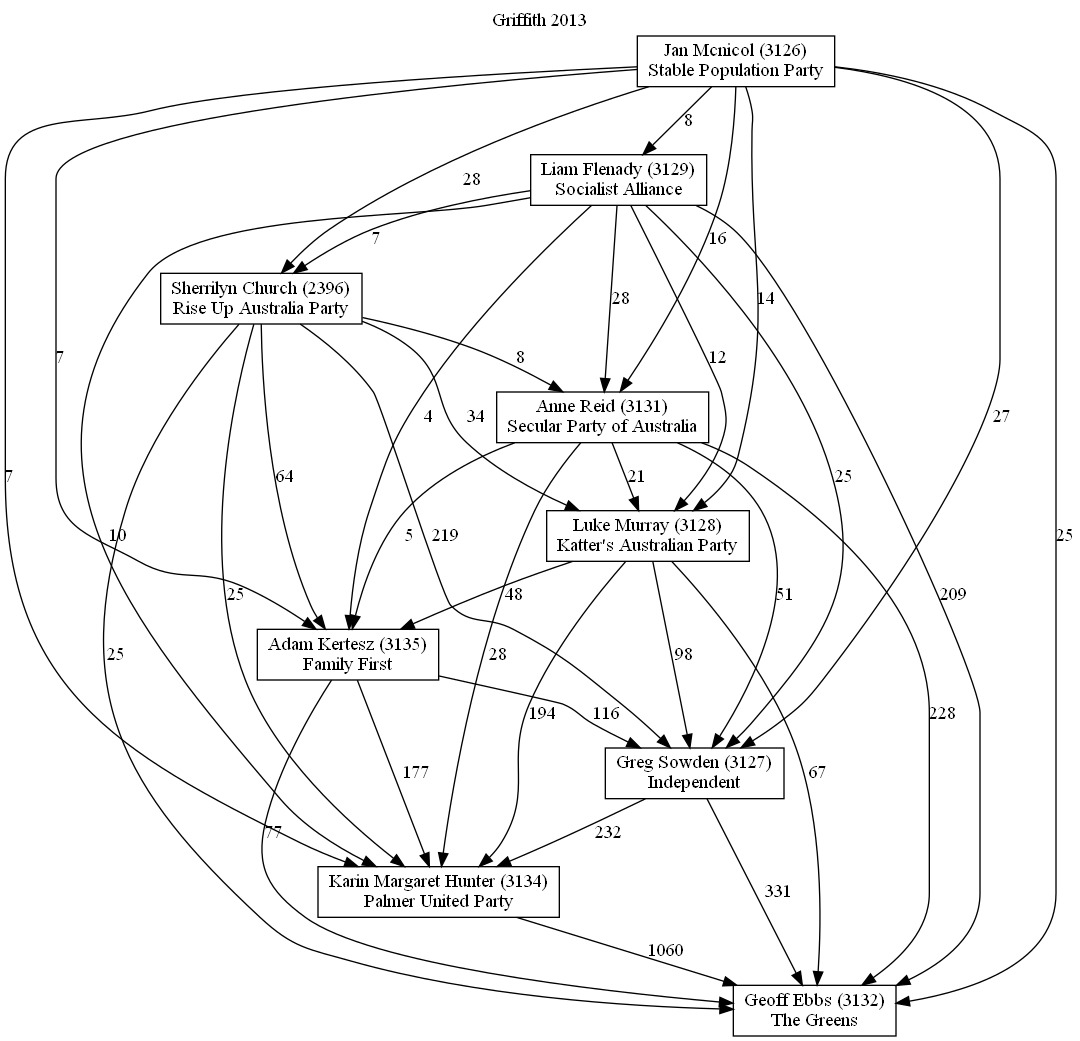 Griffith 2013
Jan Mcnicol (3126)
Stable Population Party
8
Liam Flenady (3129)
Socialist Alliance
28
7
16
Sherrilyn Church (2396)
Rise Up Australia Party
28
14
7
8
12
Anne Reid (3131)
Secular Party of Australia
4
34
27
7
64
21
25
Luke Murray (3128)
Katter's Australian Party
10
5
219
25
25
48
51
209
Adam Kertesz (3135)
Family First
25
28
98
194
116
228
Greg Sowden (3127)
Independent
177
67
77
232
Karin Margaret Hunter (3134)
Palmer United Party
331
1060
Geoff Ebbs (3132)
The Greens